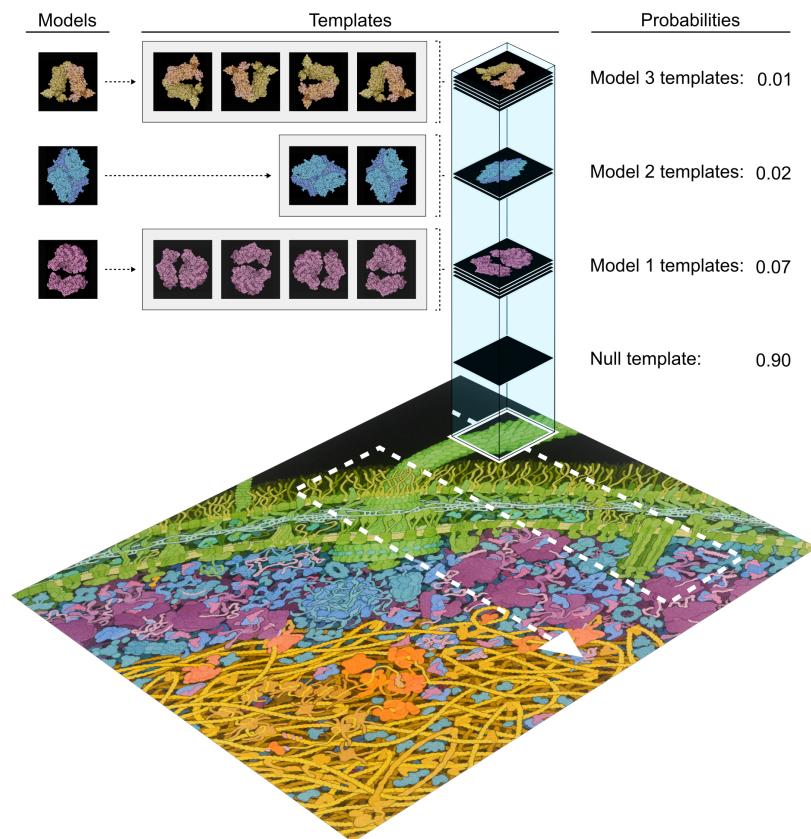 Models
Templates
Probabilities
Model 3 templates: 0.01
Model 2 templates: 0.02
Model 1 templates: 0.07
Null template: 0.90